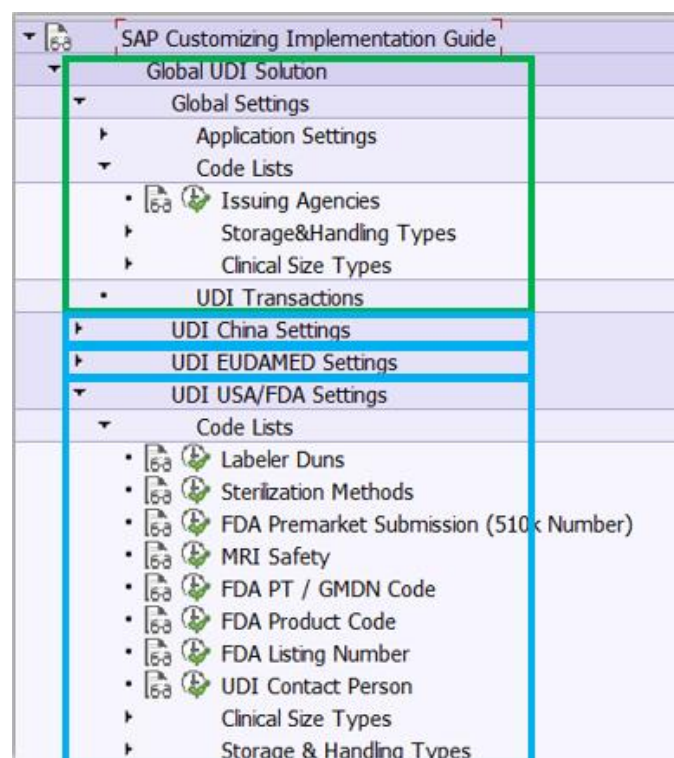 SAP Customizing Implementation Guide
Global UDI Solution
Global Settings
Application Settings
Code Lists
Issuing Agencies
Storage&Handling Types
Clinical Size Types
UDI Transactions
UDI China Settings
UDI EUDAMED Settings
UDI USA/FDA Settings
Code Lists
Labeler Duns
Sterilization Methods
FDA Premarket Submission (510k Number)
MRI Safety
FDA PT / GMDN Code
FDA Product Code
FDA Listing Number
UDI Contact Person
Clinical Size Types
Storage & Handling Types